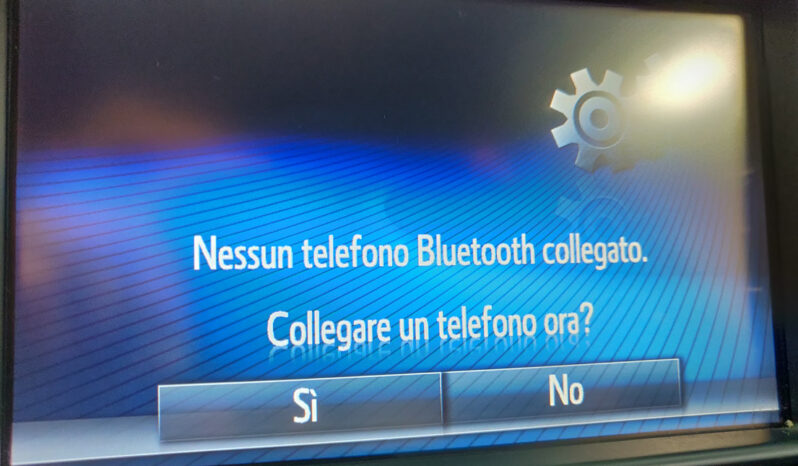 Nessun telefono Bluetooth collegato.
Collegare un telefono ora?
Sì
No